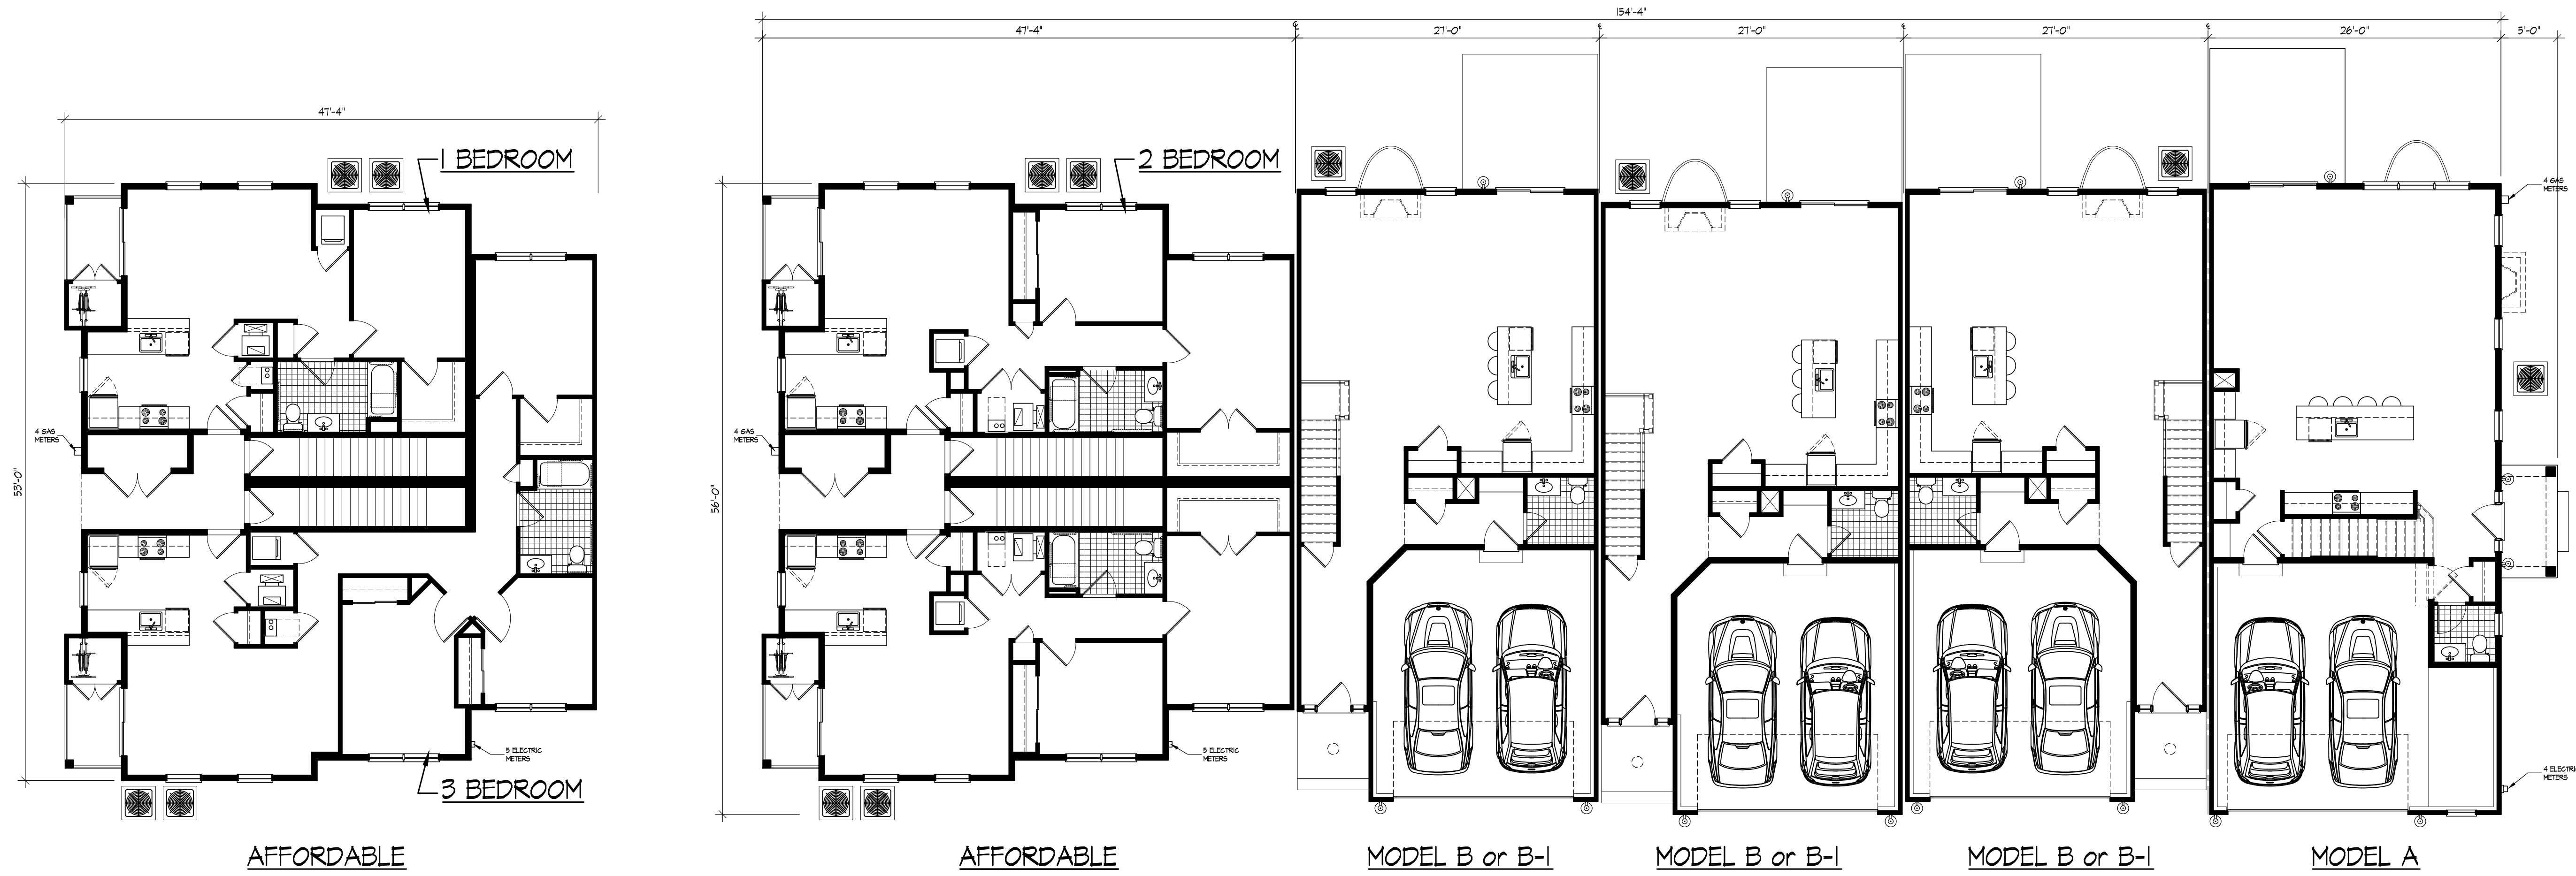 154'-4"
47'-4"
27'-0"
27'-0"
27'-0"
26'-0"
5'-0"
47'-4"
1 BEDROOM
2 BEDROOM
4 GAS
METERS
4 GAS
METERS
4 GAS
METERS
53'-0"
56'-0"
5 ELECTRIC
METERS
5 ELECTRIC
METERS
4 ELECTRI
METERS
3 BEDROOM
AFFORDABLE
AFFORDABLE
MODEL B or B-1
MODEL B or B-1
MODEL B or B-1
MODEL A